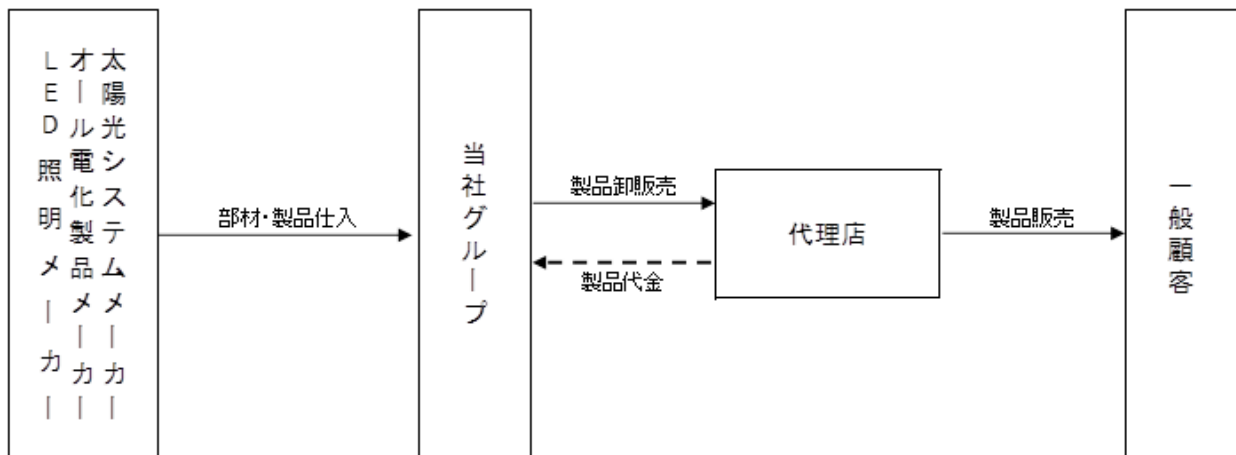 太陽光システムメーカー
オール電化製品メーカー
LED照明メーカー
部材・製品仕入
当社グループ
製品卸販売
製品代金
代理店
製品販売
一般顧客